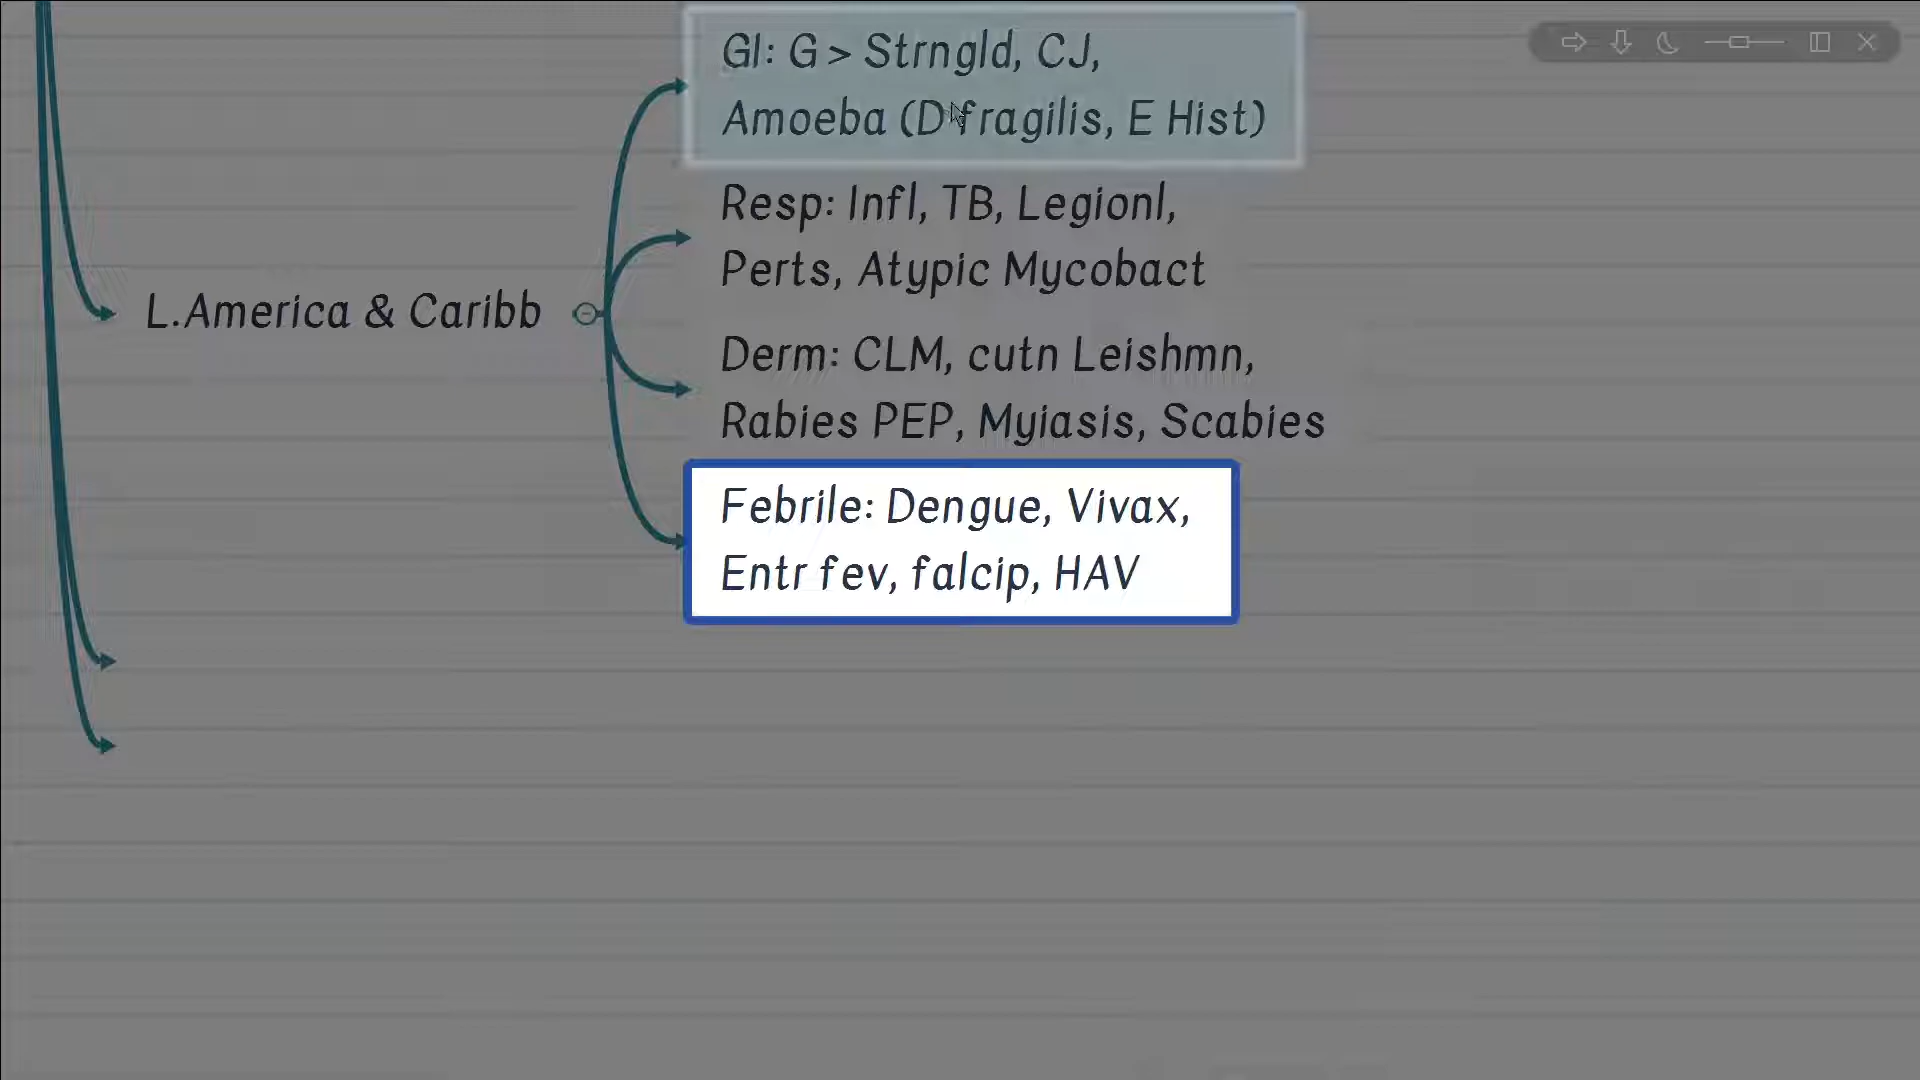 GI: G > Strngld, CJ,
Amoeba (D fragilis, E Hist)
Resp: Infl, TB, Legionl,
Perts, Atypic Mycobact
L.America & Caribb
Derm: CLM, cutn Leishmn,
Rabies PEP, Myiasis, Scabies
Febrile: Dengue, Vivax,
Entr fev, falcip, HAV